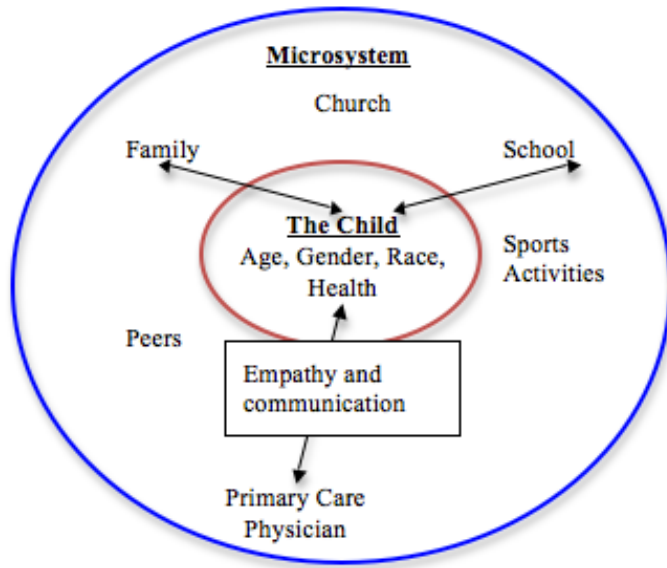 Microsystem
Church
Family
School
The Child
Age, Gender, Race,
Health
Sports
Activities
Peers
Empathy and
communication
Primary Care
Physician